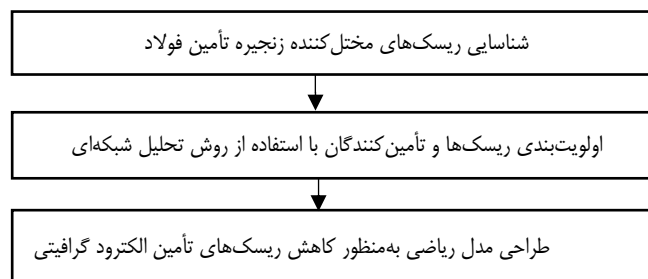 شناسایی ریسک‌های مختل‌کننده زنجیره تأمین فولاد
اولویت‌بندی ریسک‌ها و تأمین‌کنندگان با استفاده از روش تحلیل شبکه‌ای
طراحی مدل ریاضی به‌منظور کاهش ریسک‌های تأمین الکترود گرافیتی